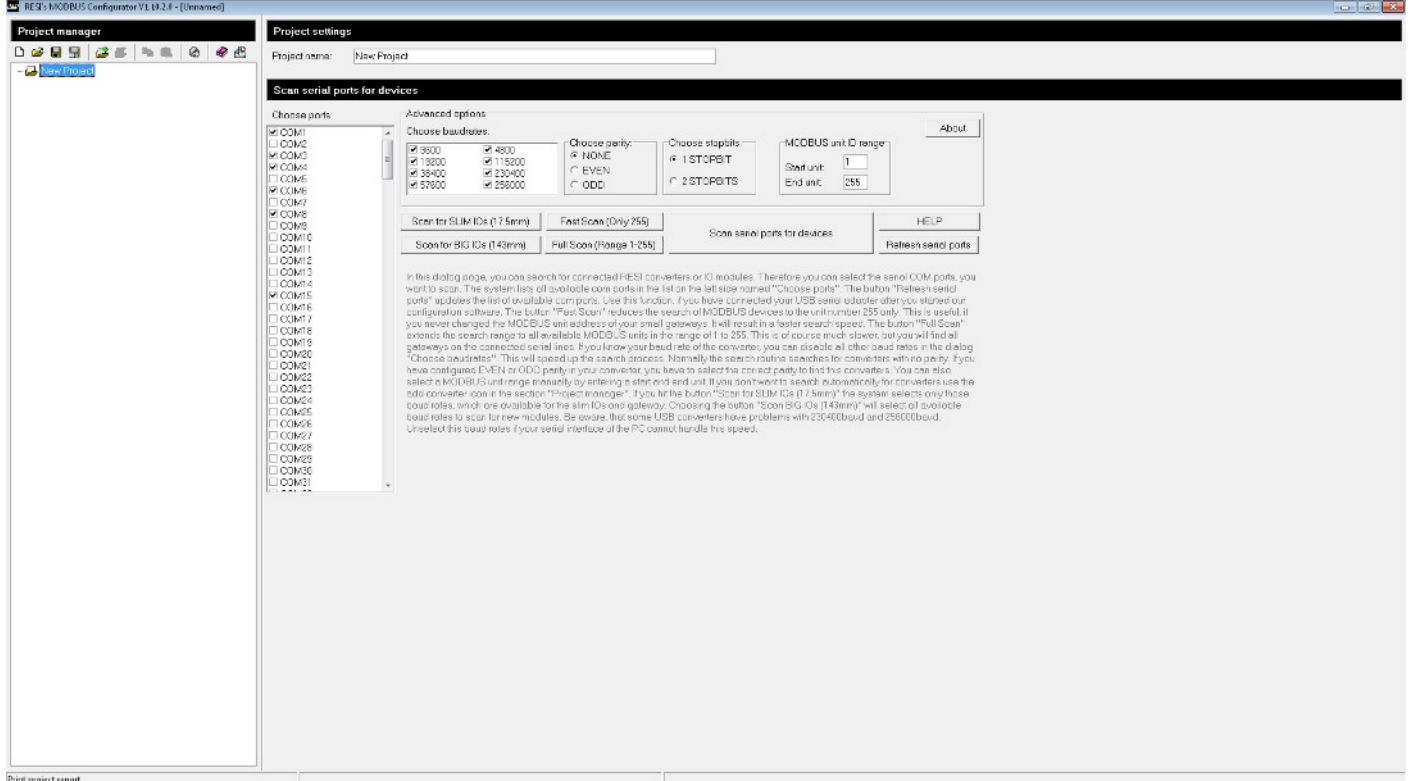 RESI's MODBUS Configurator V1.10.2.0 - [Unnamed]
Project manager
New Project
Project settings
Project name:
New Project
Scan serial ports for devices
Choose ports:
COM1
COM2
COM3
COM4
COM5
COM6
COM7
COM8
COM9
COM10
COM11
COM12
COM13
COM14
COM15
COM16
COM17
COM18
COM19
COM20
COM21
COM22
COM23
COM24
COM25
COM26
COM27
COM28
COM29
COM30
COM31
Advanced options
Choose baudrates:
9600
4800
19200
115200
38400
230400
57600
256000
Choose parity:
NONE
EVEN
ODD
Choose stopbits
1 STOPBIT
2 STOPBITS
MODBUS unit ID range
Start unit:
1
End unit:
255
About
Scan for SLIM IOs (17.5mm)
Fast Scan (Only 255)
Scan serial ports for devices
HELP
Scan for BIG IOs (143mm)
Full Scan (Range 1-255)
Refresh serial ports
In this dialog page, you can search for connected RESI converters or IO modules. Therefore you can select the serial COM ports, you
want to scan. The system lists all available com ports in the list on the left side named "Choose ports". The button "Refresh serial
ports" updates the list of available com ports. Use this function, if you have connected your USB serial adapter after you started our
configuration software. The button "Fast Scan" reduces the search of MODBUS devices to the unit number 255 only. This is useful, if
you never changed the MODBUS unit address of your small gateways. It will result in a faster search speed. The button "Full Scan"
extends the search range to all available MODBUS units in the range of 1 to 255. This is of course much slower, but you will find all
gateways on the connected serial lines. If you know your baud rate of the converter, you can disable all other baud rates in the dialog
"Choose baudrates". This will speed up the search process. Normally the search routine searches for converters with no parity. If you
have configured EVEN or ODD parity in your converter, you have to select the correct parity to find this converters. You can also
select a MODBUS unit range manually by entering a start and end unit. If you don't want to search automatically for converters use the
add converter icon in the section "Project manager". If you hit the button "Scan for SLIM IOs (17.5mm)" the system selects only those
baud rates, which are available for the slim IOs and gateway. Choosing the button "Scan BIG IOs (143mm)" will select all available
baud rates to scan for new modules. Be aware, that some USB converters have problems with 230400baud and 256000baud.
Unselect this baud rates if your serial interface of the PC cannot handle this speed.
Print project report